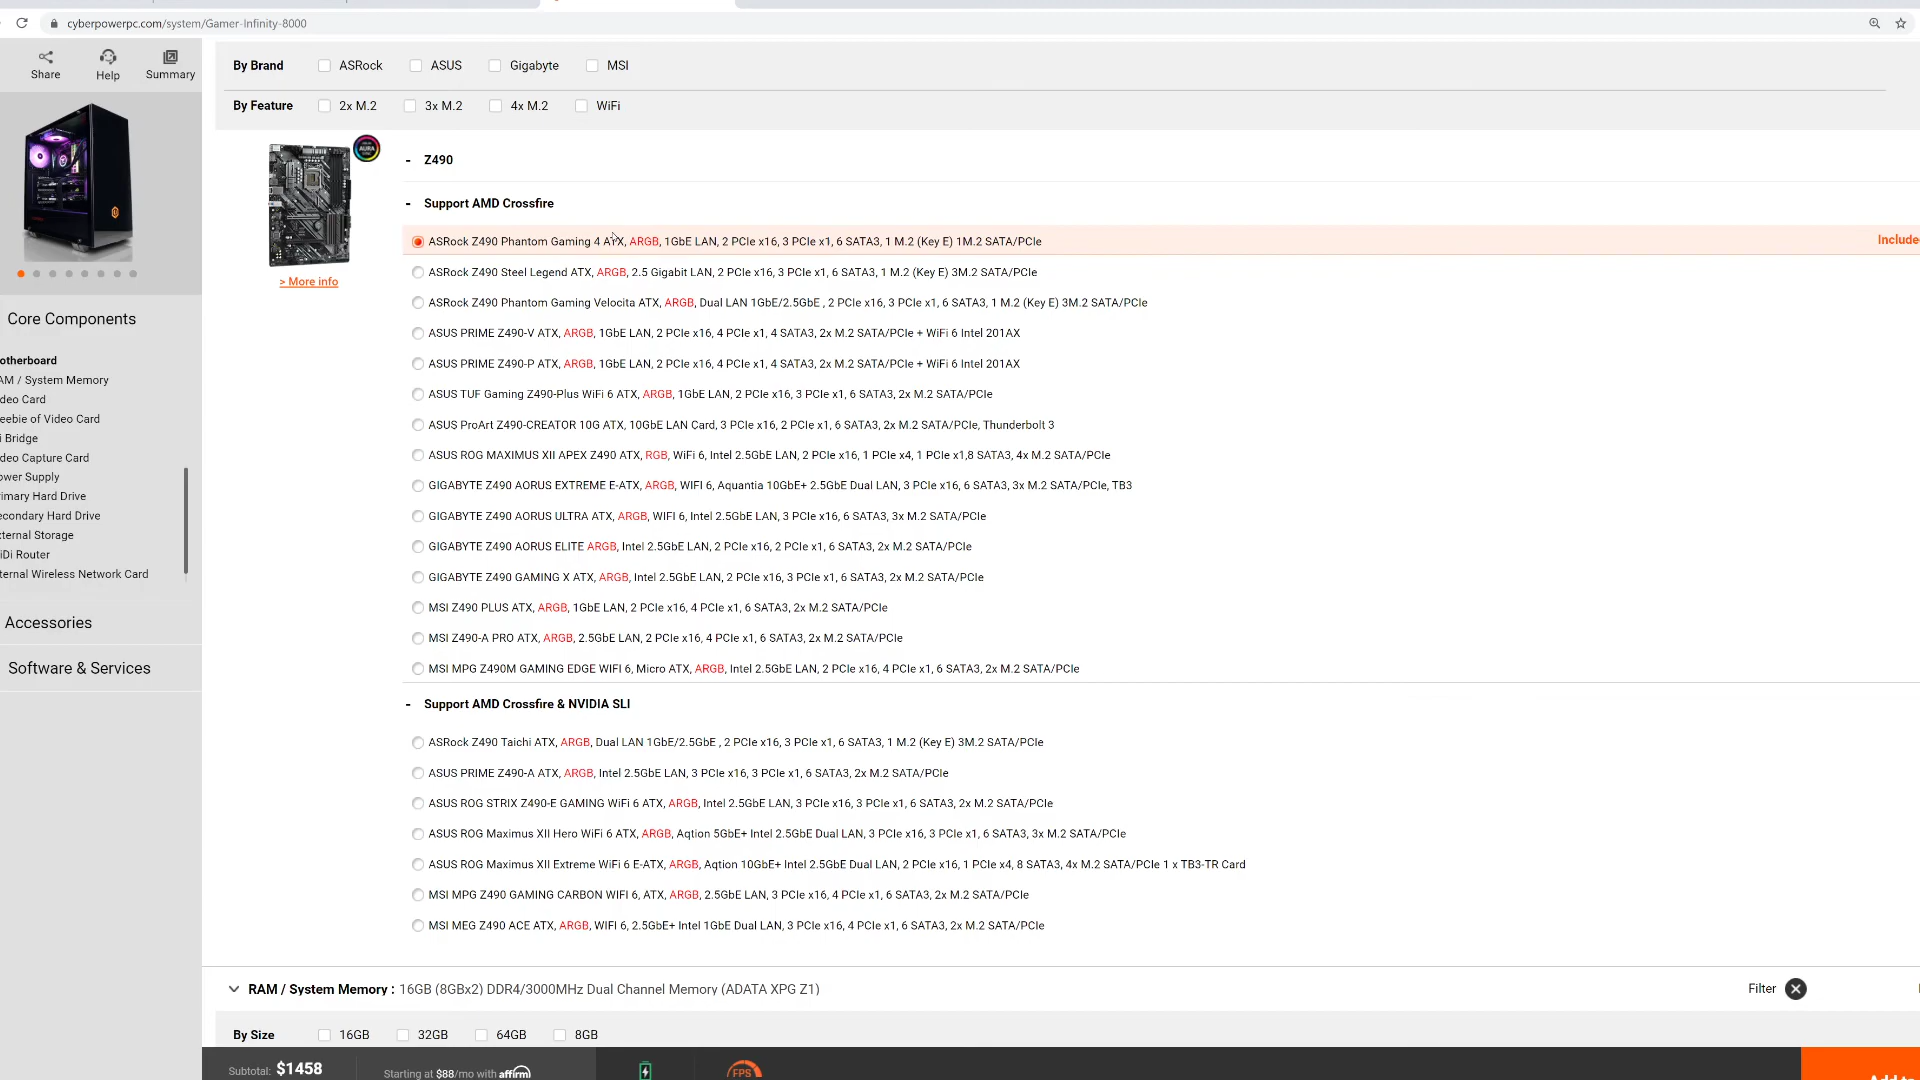 cyberpowerpc.com/system/Gamer-Infinity-8000
Share
Help
Summary
By Brand ASRock ASUS Gigabyte MSI
By Feature 2x M.2 3x M.2 4x M.2 WiFi
AURA
> More info
- Z490
- Support AMD Crossfire
ASRock Z490 Phantom Gaming 4 ATX, ARGB, 1GbE LAN, 2 PCIe x16, 3 PCIe x1, 6 SATA3, 1 M.2 (Key E) 1M.2 SATA/PCIe Include
ASRock Z490 Steel Legend ATX, ARGB, 2.5 Gigabit LAN, 2 PCIe x16, 3 PCIe x1, 6 SATA3, 1 M.2 (Key E) 3M.2 SATA/PCIe
ASRock Z490 Phantom Gaming Velocita ATX, ARGB, Dual LAN 1GbE/2.5GbE , 2 PCIe x16, 3 PCIe x1, 6 SATA3, 1 M.2 (Key E) 3M.2 SATA/PCIe
ASUS PRIME Z490-V ATX, ARGB, 1GbE LAN, 2 PCIe x16, 4 PCIe x1, 4 SATA3, 2x M.2 SATA/PCIe + WiFi 6 Intel 201AX
ASUS PRIME Z490-P ATX, ARGB, 1GbE LAN, 2 PCIe x16, 4 PCIe x1, 4 SATA3, 2x M.2 SATA/PCIe + WiFi 6 Intel 201AX
ASUS TUF Gaming Z490-Plus WiFi 6 ATX, ARGB, 1GbE LAN, 2 PCIe x16, 3 PCIe x1, 6 SATA3, 2x M.2 SATA/PCIe
ASUS ProArt Z490-CREATOR 10G ATX, 10GbE LAN Card, 3 PCIe x16, 2 PCIe x1, 6 SATA3, 2x M.2 SATA/PCIe, Thunderbolt 3
ASUS ROG MAXIMUS XII APEX Z490 ATX, RGB, WiFi 6, Intel 2.5GbE LAN, 2 PCIe x16, 1 PCIe x4, 1 PCIe x1,8 SATA3, 4x M.2 SATA/PCIe
GIGABYTE Z490 AORUS EXTREME E-ATX, ARGB, WIFI 6, Aquantia 10GbE+ 2.5GbE Dual LAN, 3 PCIe x16, 6 SATA3, 3x M.2 SATA/PCIe, TB3
GIGABYTE Z490 AORUS ULTRA ATX, ARGB, WIFI 6, Intel 2.5GbE LAN, 3 PCIe x16, 6 SATA3, 3x M.2 SATA/PCIe
GIGABYTE Z490 AORUS ELITE ARGB, Intel 2.5GbE LAN, 2 PCIe x16, 2 PCIe x1, 6 SATA3, 2x M.2 SATA/PCIe
GIGABYTE Z490 GAMING X ATX, ARGB, Intel 2.5GbE LAN, 2 PCIe x16, 3 PCIe x1, 6 SATA3, 2x M.2 SATA/PCIe
MSI Z490 PLUS ATX, ARGB, 1GbE LAN, 2 PCIe x16, 4 PCIe x1, 6 SATA3, 2x M.2 SATA/PCIe
MSI Z490-A PRO ATX, ARGB, 2.5GbE LAN, 2 PCIe x16, 4 PCIe x1, 6 SATA3, 2x M.2 SATA/PCIe
MSI MPG Z490M GAMING EDGE WIFI 6, Micro ATX, ARGB, Intel 2.5GbE LAN, 2 PCIe x16, 4 PCIe x1, 6 SATA3, 2x M.2 SATA/PCIe
- Support AMD Crossfire & NVIDIA SLI
ASRock Z490 Taichi ATX, ARGB, Dual LAN 1GbE/2.5GbE , 2 PCIe x16, 3 PCIe x1, 6 SATA3, 1 M.2 (Key E) 3M.2 SATA/PCIe
ASUS PRIME Z490-A ATX, ARGB, Intel 2.5GbE LAN, 3 PCIe x16, 3 PCIe x1, 6 SATA3, 2x M.2 SATA/PCIe
ASUS ROG STRIX Z490-E GAMING WiFi 6 ATX, ARGB, Intel 2.5GbE LAN, 3 PCIe x16, 3 PCIe x1, 6 SATA3, 2x M.2 SATA/PCIe
ASUS ROG Maximus XII Hero WiFi 6 ATX, ARGB, Aqtion 5GbE+ Intel 2.5GbE Dual LAN, 3 PCIe x16, 3 PCIe x1, 6 SATA3, 3x M.2 SATA/PCIe
ASUS ROG Maximus XII Extreme WiFi 6 E-ATX, ARGB, Aqtion 10GbE+ Intel 2.5GbE Dual LAN, 2 PCIe x16, 1 PCIe x4, 8 SATA3, 4x M.2 SATA/PCIe 1 x TB3-TR Card
MSI MPG Z490 GAMING CARBON WIFI 6, ATX, ARGB, 2.5GbE LAN, 3 PCIe x16, 4 PCIe x1, 6 SATA3, 2x M.2 SATA/PCIe
MSI MEG Z490 ACE ATX, ARGB, WIFI 6, 2.5GbE+ Intel 1GbE Dual LAN, 3 PCIe x16, 4 PCIe x1, 6 SATA3, 2x M.2 SATA/PCIe
Core Components
otherboard
AM / System Memory
deo Card
eebie of Video Card
i Bridge
deo Capture Card
ower Supply
imary Hard Drive
econdary Hard Drive
ternal Storage
iDi Router
ternal Wireless Network Card
Accessories
Software & Services
RAM / System Memory : 16GB (8GBx2) DDR4/3000MHz Dual Channel Memory (ADATA XPG Z1) Filter
By Size 16GB 32GB 64GB 8GB
Subtotal: $1458 Starting at $88/mo with affirm FPS